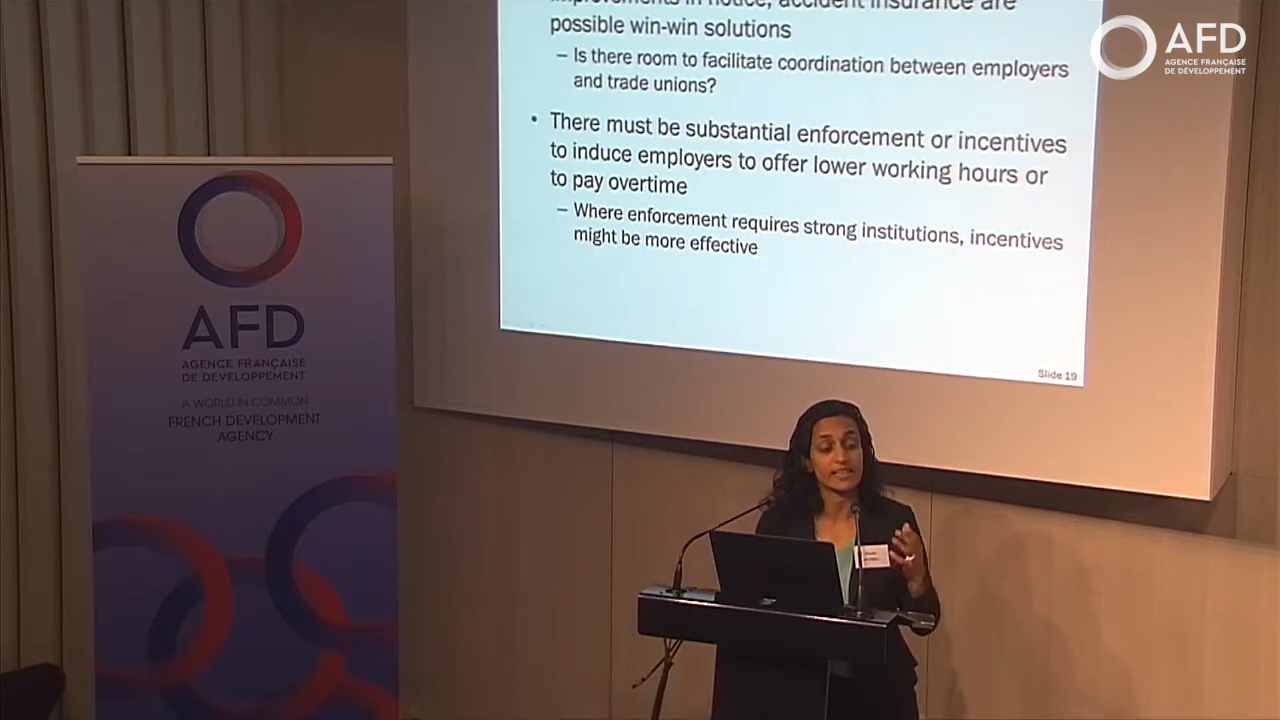 improvements in notice, accident insurance are
possible win-win solutions
– Is there room to facilitate coordination between employers
and trade unions?
• There must be substantial enforcement or incentives
to induce employers to offer lower working hours or
to pay overtime
– Where enforcement requires strong institutions, incentives
might be more effective
Slide 19
AFD
AGENCE FRANÇAISE
DE DÉVELOPPEMENT
AFD
AGENCE FRANÇAISE
DE DÉVELOPPEMENT
A WORLD IN COMMON
FRENCH DEVELOPMENT
AGENCY